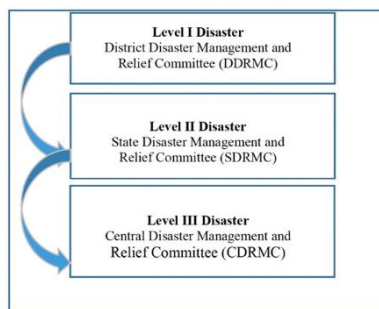 Level I Disaster
District Disaster Management and
Relief Committee (DDRMC)
Level II Disaster
State Disaster Management and
Relief Committee (SDRMC)
Level III Disaster
Central Disaster Management and
Relief Committee (CDRMC)